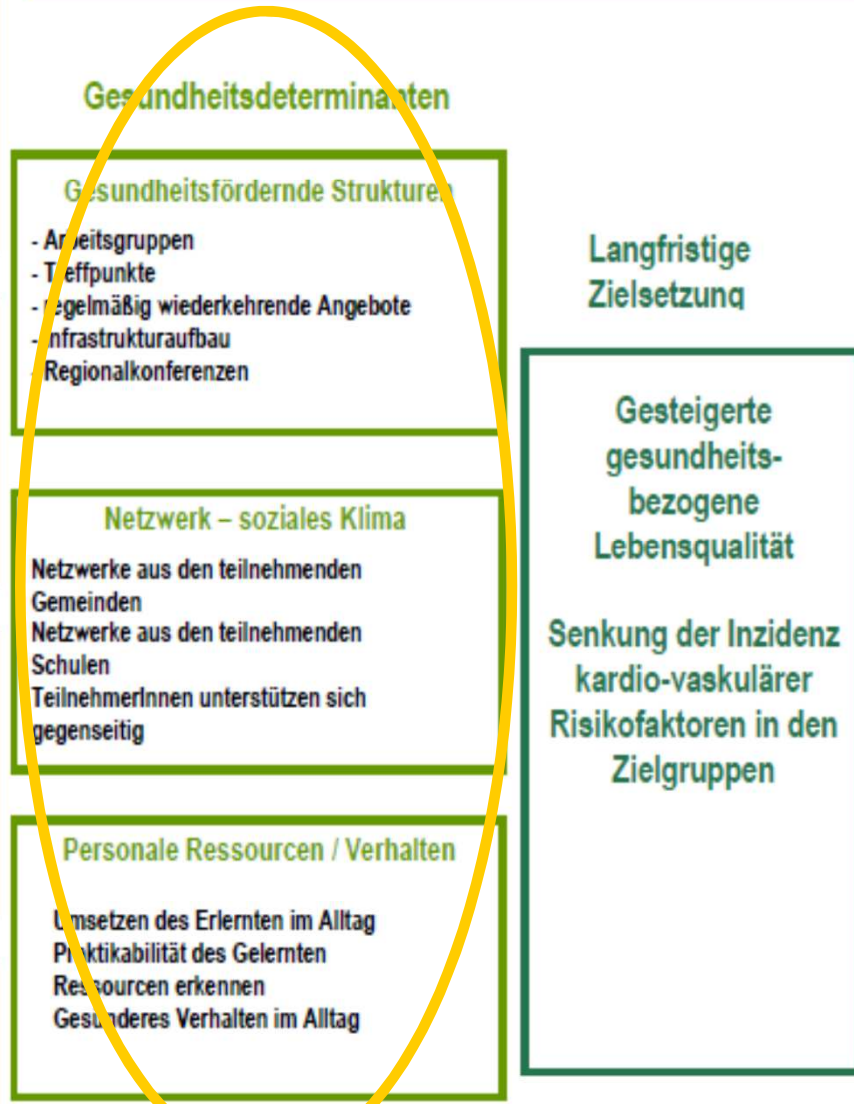 Gesundheitsdeterminanten
Gesundheitsfördernde Strukturen
- Arbeitsgruppen
- Treffpunkte
- regelmäßig wiederkehrende Angebote
- Infrastrukturaufbau
- Regionalkonferenzen
Netzwerk – soziales Klima
Netzwerke aus den teilnehmenden
Gemeinden
Netzwerke aus den teilnehmenden
Schulen
TeilnehmerInnen unterstützen sich
gegenseitig
Personale Ressourcen / Verhalten
Umsetzen des Erlernten im Alltag
Praktikabilität des Gelernten
Ressourcen erkennen
Gesunderes Verhalten im Alltag
Langfristige
Zielsetzung
Gesteigerte
gesundheits-
bezogene
Lebensqualität
Senkung der Inzidenz
kardio-vaskulärer
Risikofaktoren in den
Zielgruppen